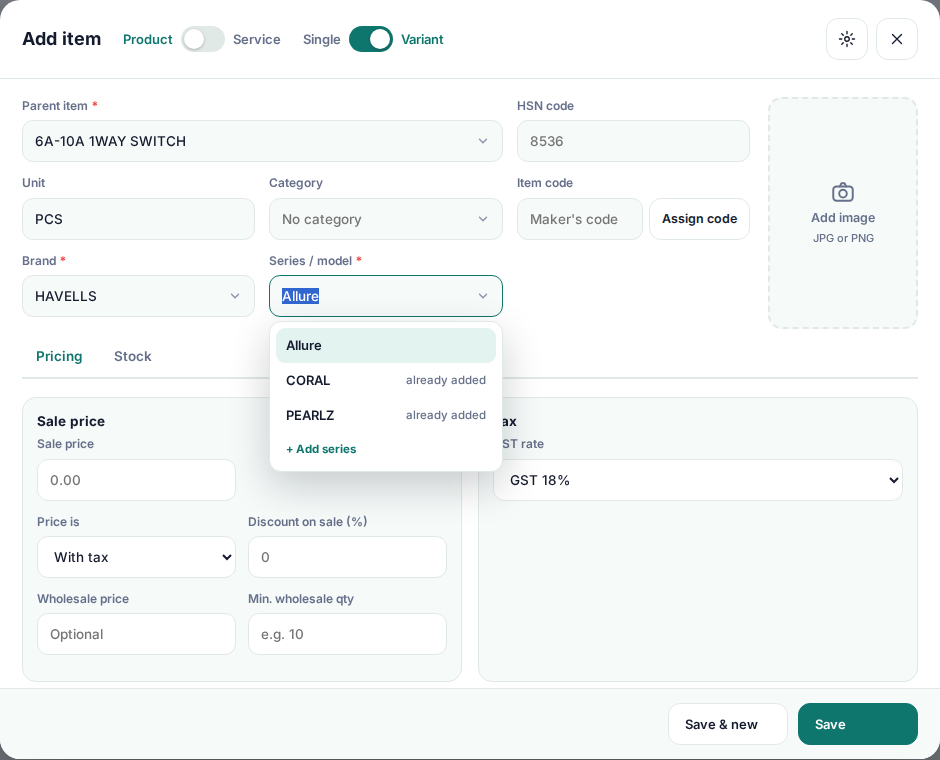 Add item Product Service Single Variant
Parent item * HSN code
6A-10A 1WAY SWITCH 8536
Unit Category Item code
PCS No category Maker's code Assign code
Add image
JPG or PNG
Brand * Series / model *
HAVELLS Allure
Allure
Pricing Stock
CORAL already added
PEARLZ already added
+ Add series
Sale price ax
Sale price ST rate
0.00 GST 18%
Price is Discount on sale (%)
With tax 0
Wholesale price Min. wholesale qty
Optional e.g. 10
Save & new Save